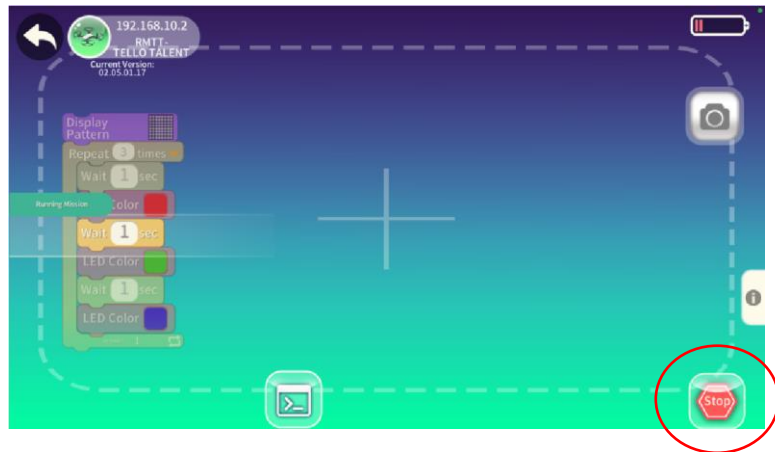 192.168.10.2
RMTT-
TELLO TALENT
Current Version:
02.05.01.17
Display
Pattern
Repeat 3 times
Wait 1 sec
Running Mission
Color
Wait 1 sec
LED Color
Wait 1 sec
LED Color
1
Stop